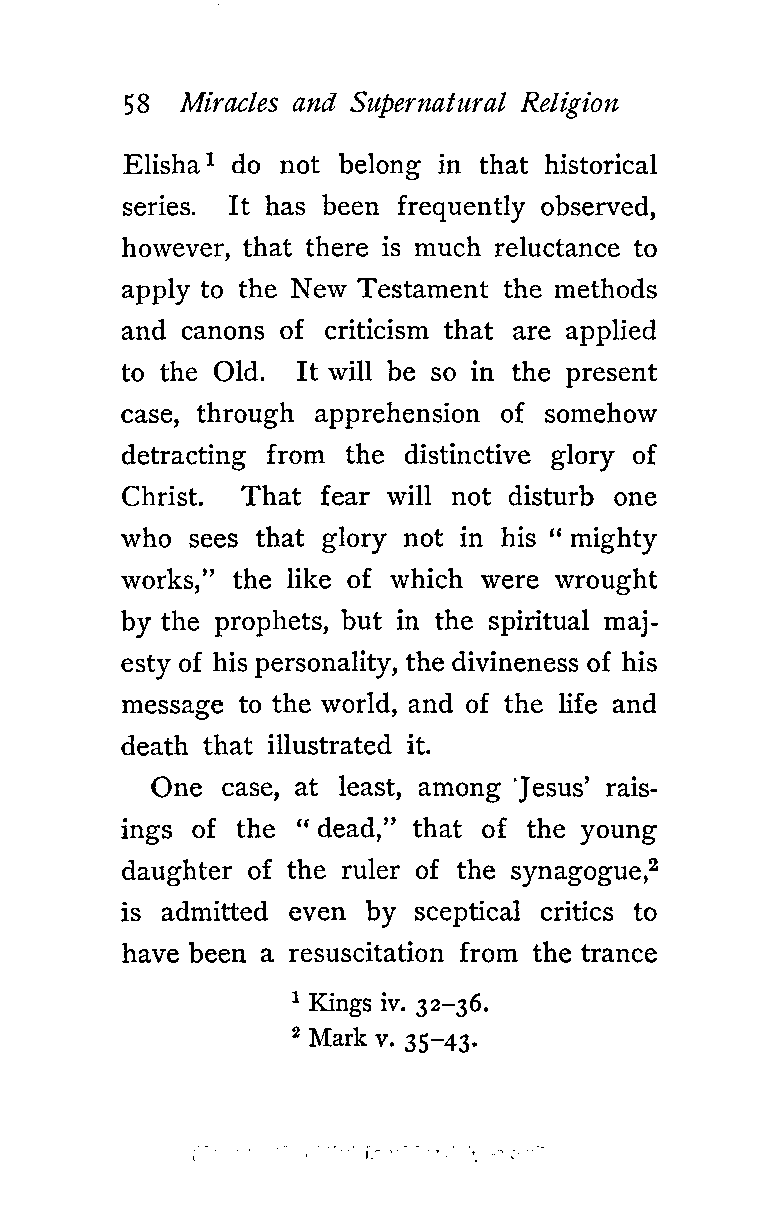 58 Miracles and Supernatural Religion
Elisha¹ do not belong in that historical
series. It has been frequently observed,
however, that there is much reluctance to
apply to the New Testament the methods
and canons of criticism that are applied
to the Old. It will be so in the present
case, through apprehension of somehow
detracting from the distinctive glory of
Christ. That fear will not disturb one
who sees that glory not in his “mighty
works,” the like of which were wrought
by the prophets, but in the spiritual maj-
esty of his personality, the divineness of his
message to the world, and of the life and
death that illustrated it.
One case, at least, among Jesus’ rais-
ings of the “dead,” that of the young
daughter of the ruler of the synagogue,²
is admitted even by sceptical critics to
have been a resuscitation from the trance
¹ Kings iv. 32–36.
² Mark v. 35–43.